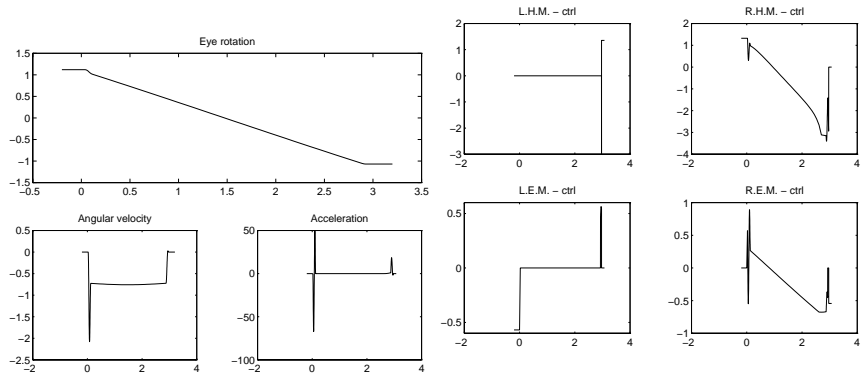 Eye rotation
1.5
1
0.5
0
−0.5
−1
−1.5
−0.5 0 0.5 1 1.5 2 2.5 3 3.5
Angular velocity
0.5
0
−0.5
−1
−1.5
−2
−2.5
−2 0 2 4
Acceleration
50
0
−50
−100
−2 0 2 4
L.H.M. − ctrl
2
1
0
−1
−2
−3
−2 0 2 4
R.H.M. − ctrl
2
1
0
−1
−2
−3
−4
−2 0 2 4
L.E.M. − ctrl
0.5
0
−0.5
−2 0 2 4
R.E.M. − ctrl
1
0.5
0
−0.5
−1
−2 0 2 4